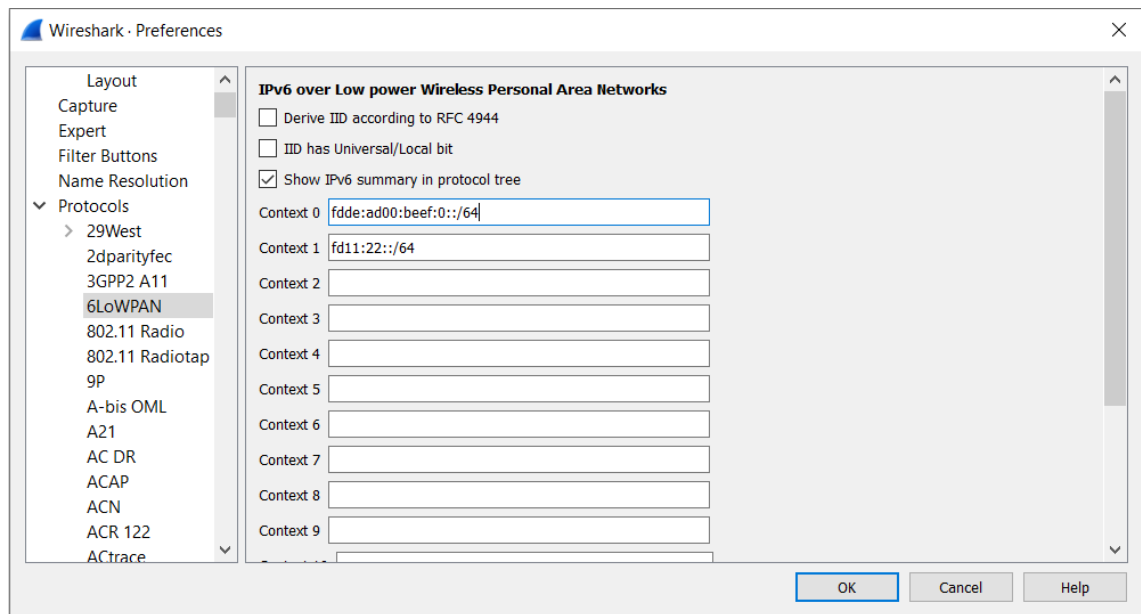 Wireshark · Preferences
Layout
Capture
Expert
Filter Buttons
Name Resolution
Protocols
29West
2dparityfec
3GPP2 A11
6LoWPAN
802.11 Radio
802.11 Radiotap
9P
A-bis OML
A21
AC DR
ACAP
ACN
ACR 122
ACtrace
IPv6 over Low power Wireless Personal Area Networks
Derive IID according to RFC 4944
IID has Universal/Local bit
Show IPv6 summary in protocol tree
Context 0 fdde:ad00:beef:0::/64
Context 1 fd11:22::/64
Context 2
Context 3
Context 4
Context 5
Context 6
Context 7
Context 8
Context 9
OK Cancel Help